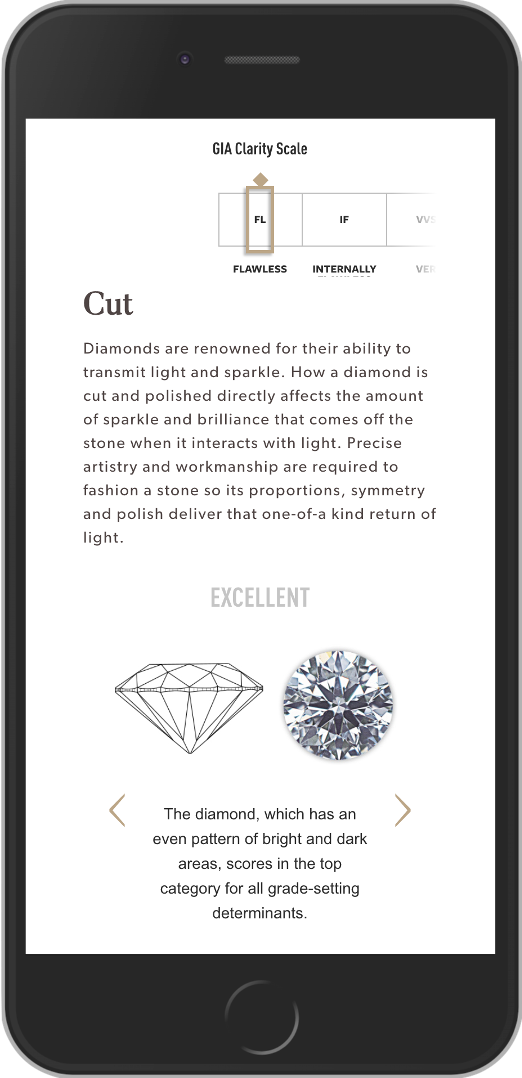 GIA Clarity Scale
FL IF VVS
FLAWLESS INTERNALLY VER
Cut
Diamonds are renowned for their ability to
transmit light and sparkle. How a diamond is
cut and polished directly affects the amount
of sparkle and brilliance that comes off the
stone when it interacts with light. Precise
artistry and workmanship are required to
fashion a stone so its proportions, symmetry
and polish deliver that one-of-a kind return of
light.
EXCELLENT
The diamond, which has an
even pattern of bright and dark
areas, scores in the top
category for all grade-setting
determinants.